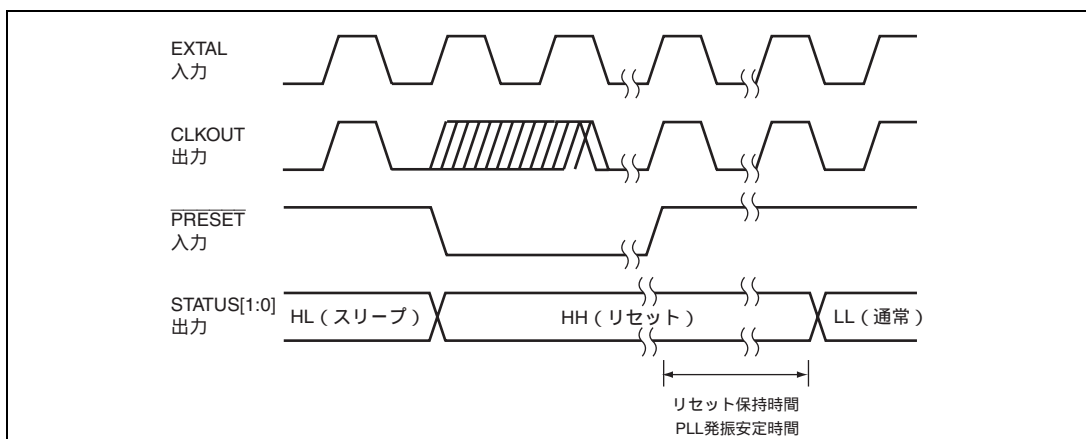 EXTAL
入力
CLKOUT
出力
PRESET
入力
STATUS[1:0]
出力
HL（スリープ）
HH（リセット）
LL（通常）
リセット保持時間
PLL発振安定時間